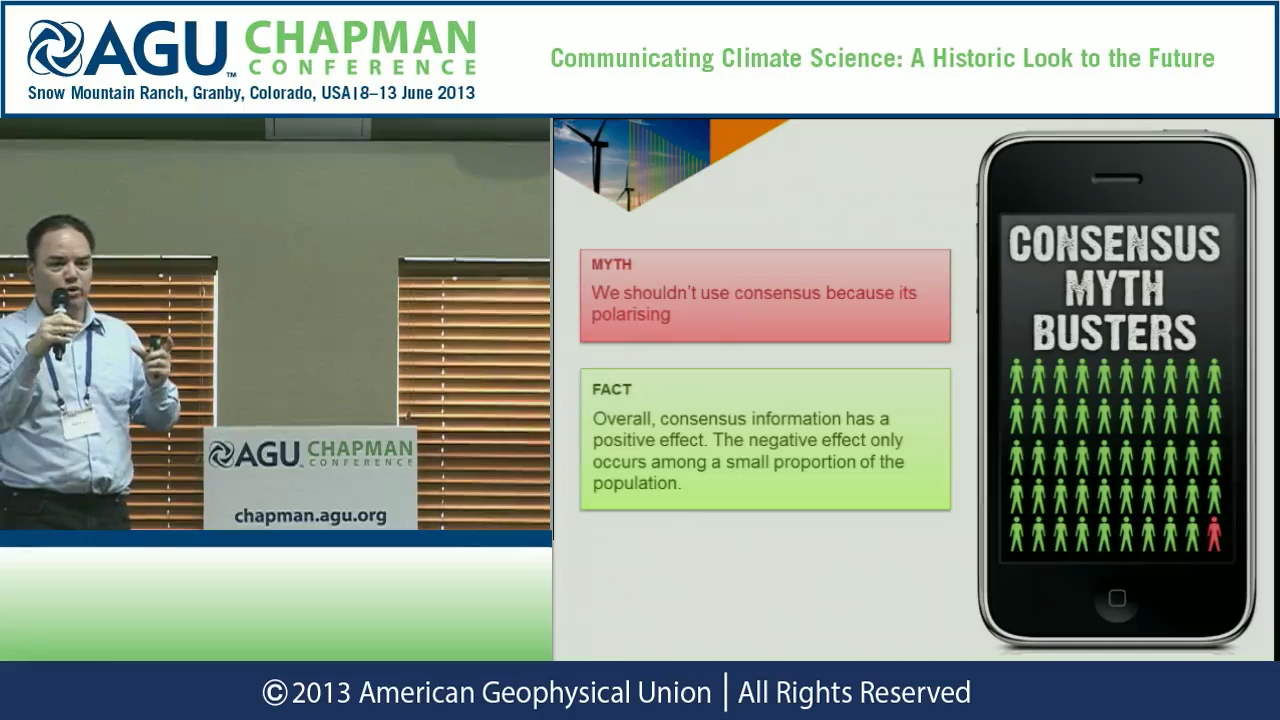 AGU CHAPMAN
CONFERENCE
TM
Snow Mountain Ranch, Granby, Colorado, USA | 8–13 June 2013
Communicating Climate Science: A Historic Look to the Future
MYTH
We shouldn't use consensus because its
polarising
FACT
Overall, consensus information has a
positive effect. The negative effect only
occurs among a small proportion of the
population.
CONSENSUS
MYTH
BUSTERS
AGU CHAPMAN
CONFERENCE
chapman.agu.org
©2013 American Geophysical Union | All Rights Reserved